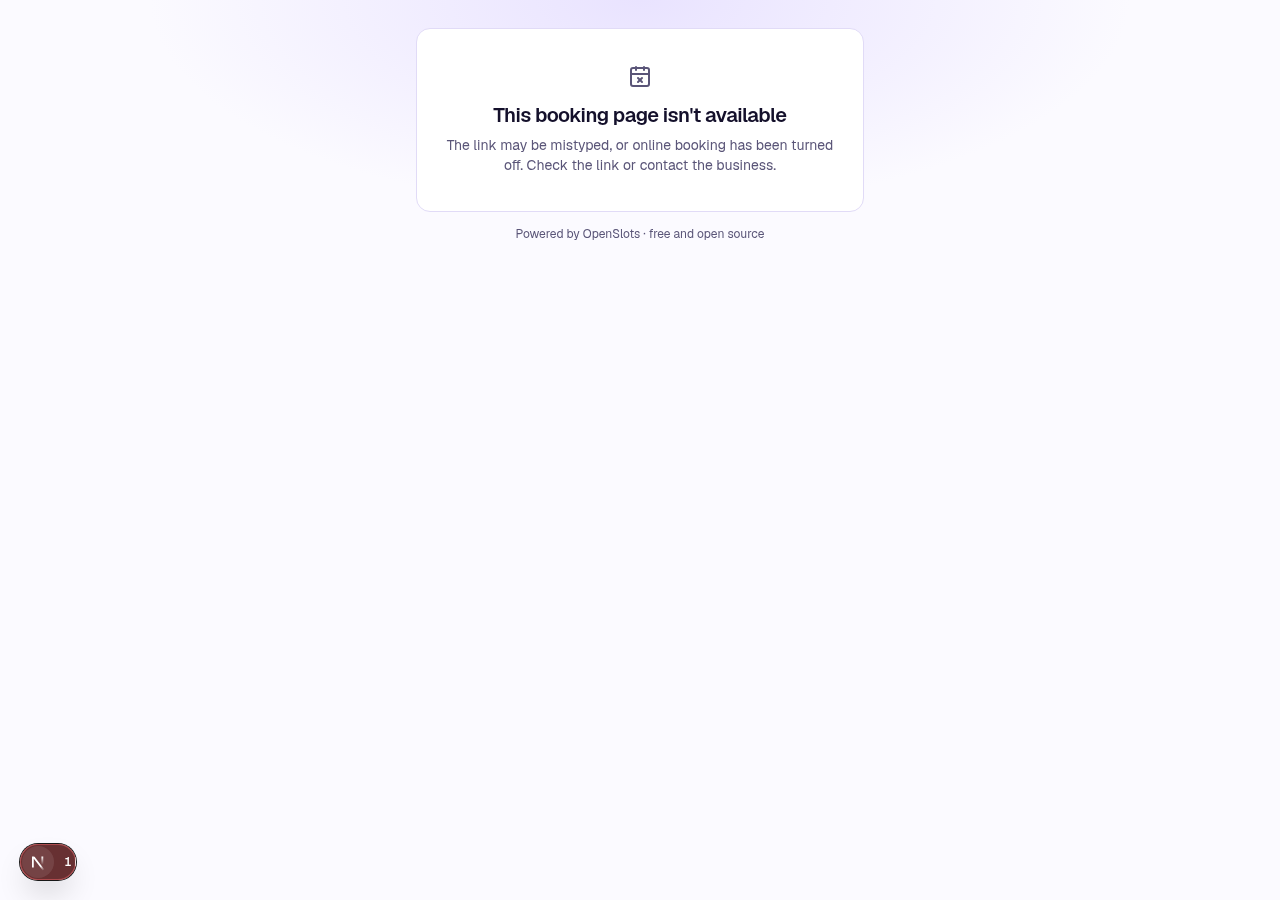 This booking page isn't available
The link may be mistyped, or online booking has been turned
off. Check the link or contact the business.
Powered by OpenSlots · free and open source
N 1